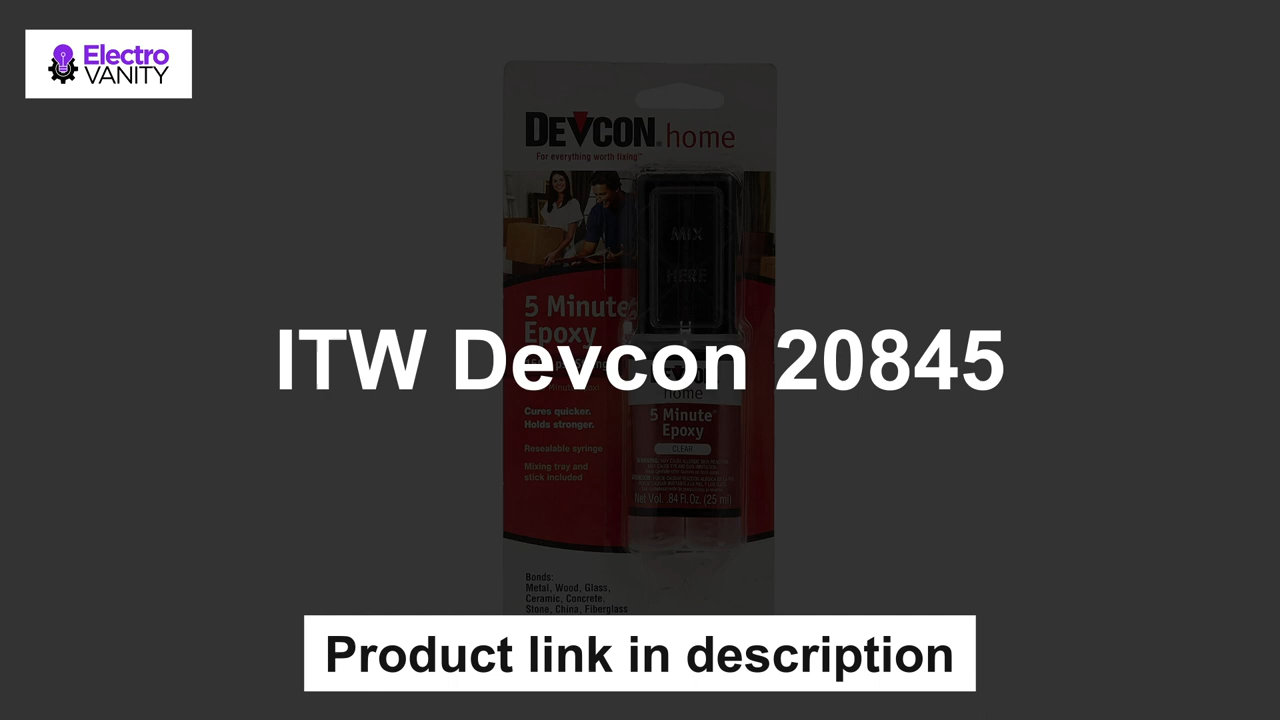 Electro
VANITY
DEVCON home
For everything worth fixing™
MIX
HERE
5 Minute
Epoxy
ITW Devcon 20845
home
Cures quicker.
Holds stronger.
5 Minute®
Epoxy
CLEAR
Resealable syringe
Mixing tray and
stick included
Net Vol. .84 Fl. Oz. (25 ml)
Bonds:
Metal, Wood, Glass,
Ceramic, Concrete,
Stone, China, Fiberglass
Product link in description